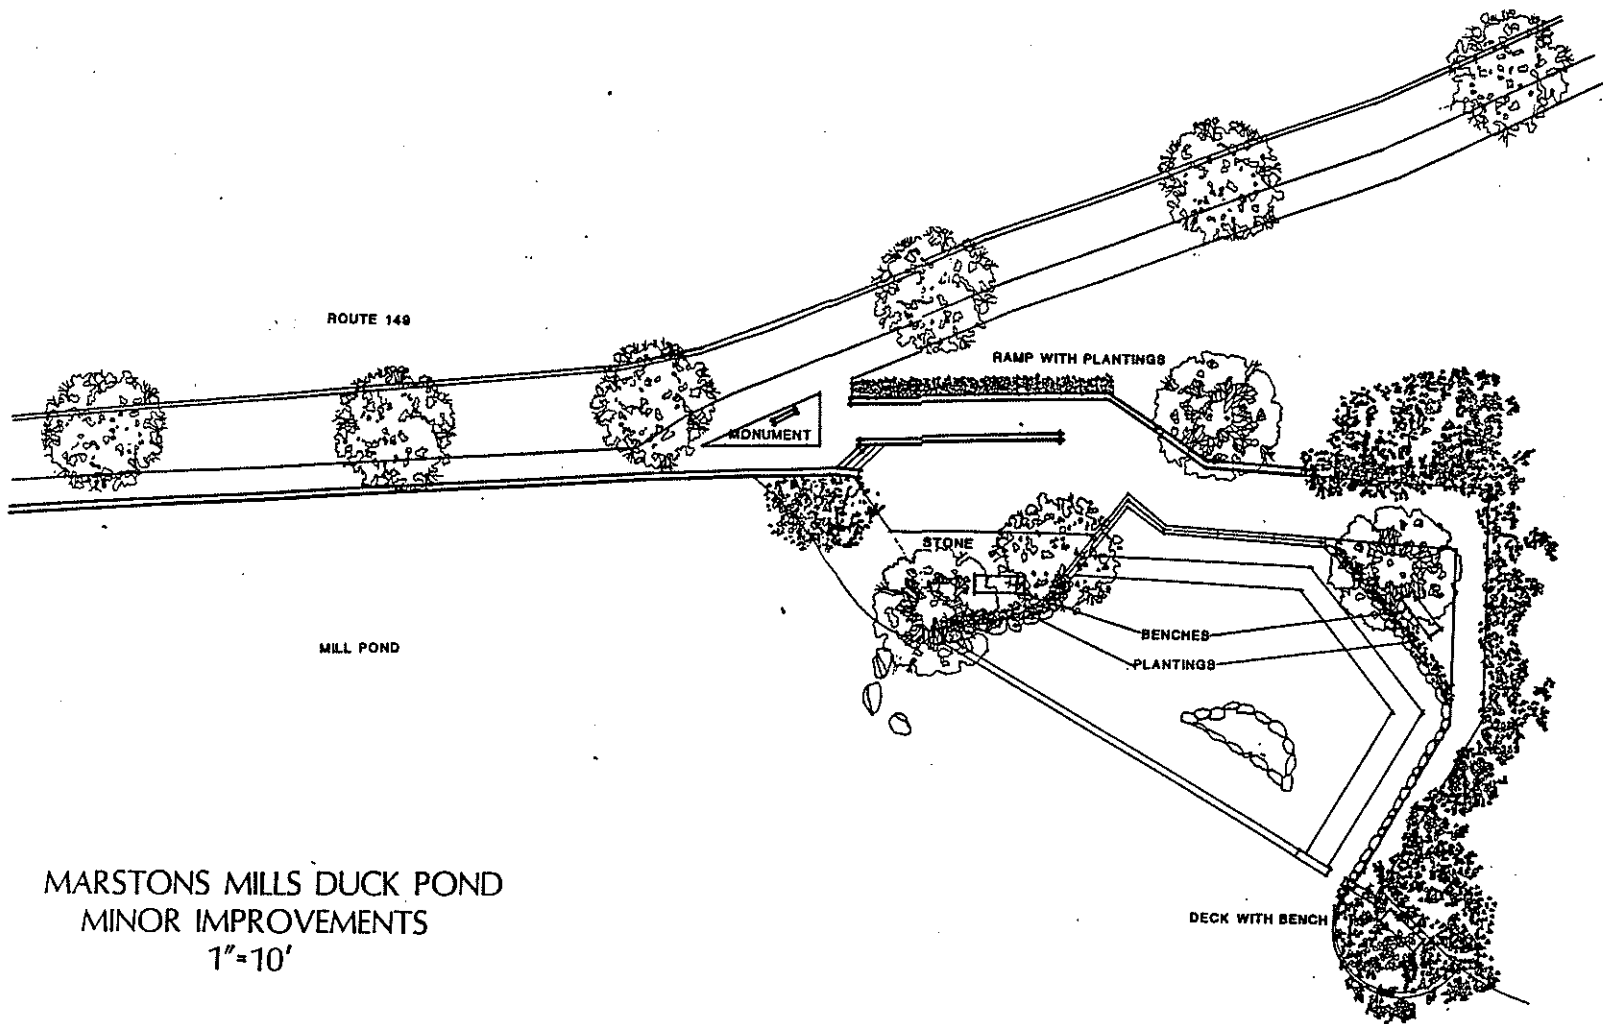 ROUTE 149
RAMP WITH PLANTINGS
MONUMENT
STONE
BENCHES
MILL POND
PLANTINGS
MARSTONS MILLS DUCK POND
MINOR IMPROVEMENTS
1"=10'
DECK WITH BENCH